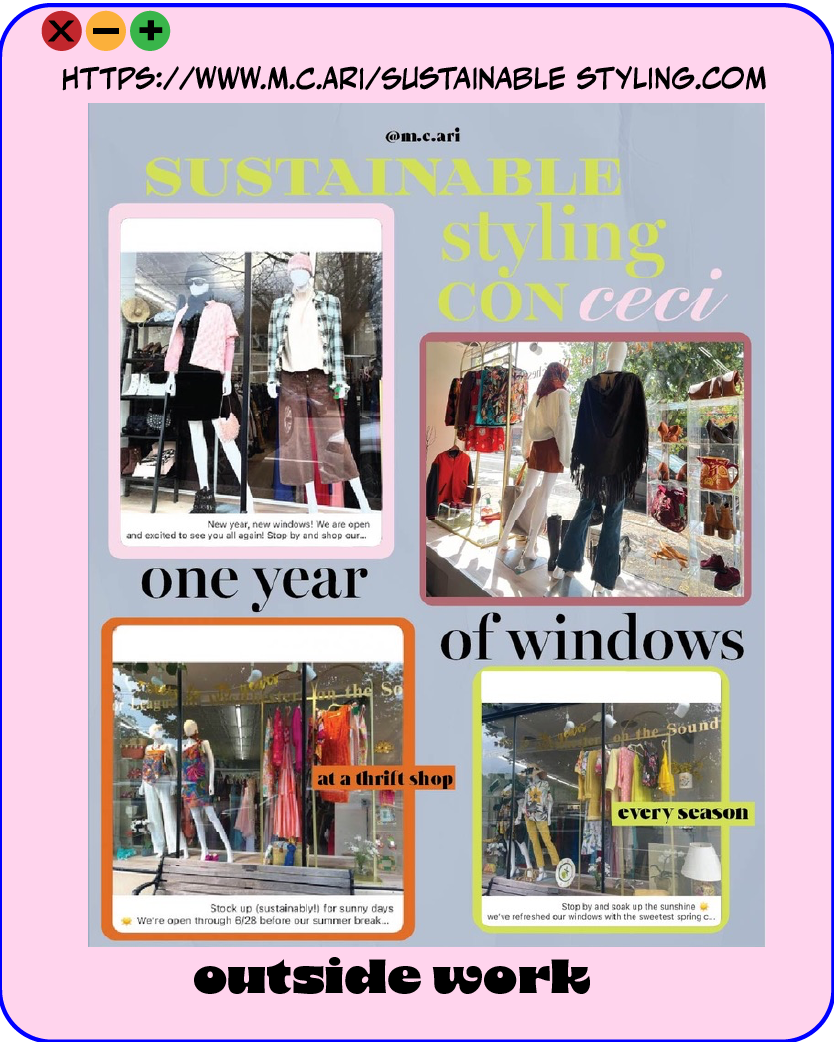 HTTPS://WWW.M.C.ARI/SUSTAINABLE STYLING.COM
@m.c.ari
SUSTAINABLE
styling
CON ceci
New year, new windows! We are open
and excited to see you all again! Stop by and shop our...
one year
of windows
on the So
at a thrift shop
Stock up (sustainably!) for sunny days
☀️ We're open through 6/28 before our summer break...
on the Sound
every season
Stop by and soak up the sunshine ☀️
we've refreshed our windows with the sweetest spring c...
outside work